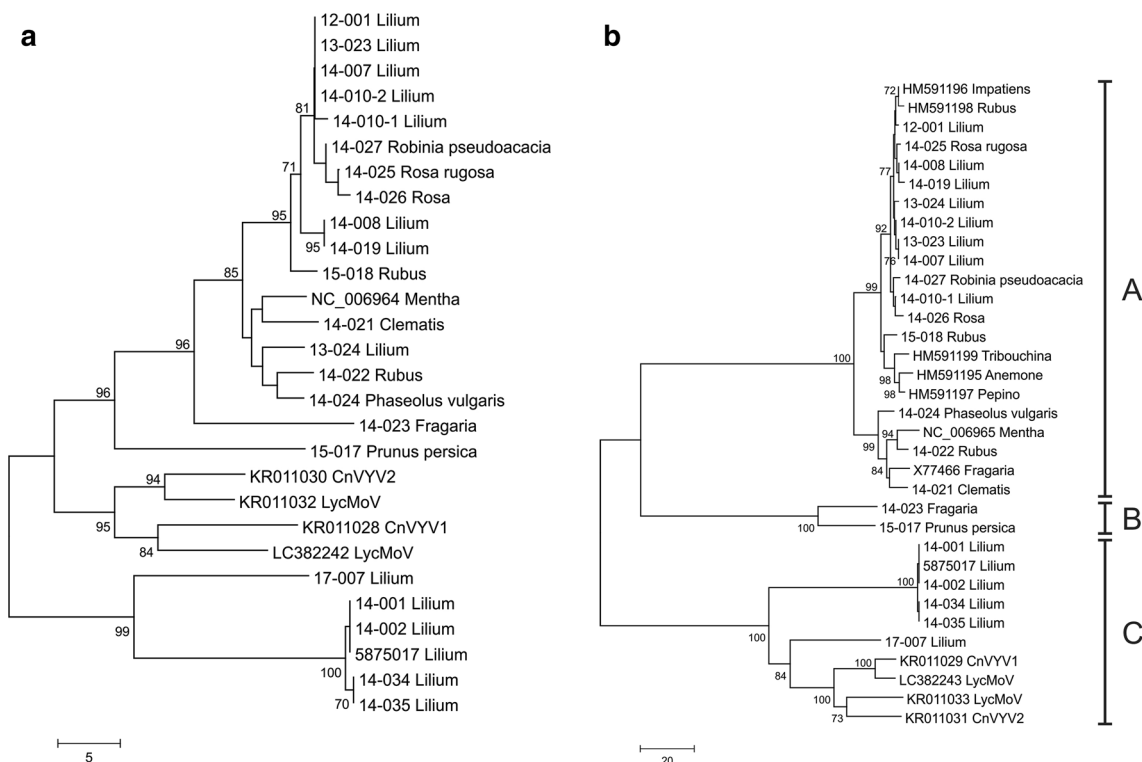 a
12-001 Lilium
13-023 Lilium
14-007 Lilium
14-010-2 Lilium
81
14-010-1 Lilium
14-027 Robinia pseudoacacia
71
14-025 Rosa rugosa
14-026 Rosa
95
14-008 Lilium
95
14-019 Lilium
85
15-018 Rubus
NC_006964 Mentha
14-021 Clematis
96
13-024 Lilium
14-022 Rubus
96
14-024 Phaseolus vulgaris
14-023 Fragaria
15-017 Prunus persica
94
KR011030 CnVYV2
KR011032 LycMoV
95
KR011028 CnVYV1
84
LC382242 LycMoV
17-007 Lilium
14-001 Lilium
99
14-002 Lilium
5875017 Lilium
100
14-034 Lilium
70
14-035 Lilium
5
b
72
HM591196 Impatiens
HM591198 Rubus
12-001 Lilium
14-025 Rosa rugosa
77
14-008 Lilium
14-019 Lilium
13-024 Lilium
92
14-010-2 Lilium
13-023 Lilium
76
14-007 Lilium
14-027 Robinia pseudoacacia
99
14-010-1 Lilium
14-026 Rosa
15-018 Rubus
100
HM591199 Tribouchina
98
HM591195 Anemone
98
HM591197 Pepino
14-024 Phaseolus vulgaris
94
NC_006965 Mentha
99
14-022 Rubus
84
X77466 Fragaria
14-021 Clematis
A
14-023 Fragaria
100
15-017 Prunus persica
B
14-001 Lilium
5875017 Lilium
100
14-002 Lilium
14-034 Lilium
14-035 Lilium
100
17-007 Lilium
100
KR011029 CnVYV1
84
LC382243 LycMoV
100
KR011033 LycMoV
73
KR011031 CnVYV2
C
20